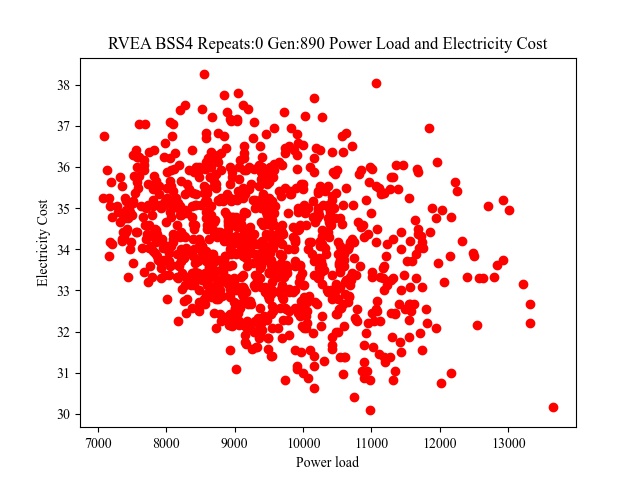 RVEA BSS4 Repeats:0 Gen:890 Power Load and Electricity Cost
38
37
36
35
34
33
32
31
30
Electricity Cost
7000 8000 9000 10000 11000 12000 13000
Power load